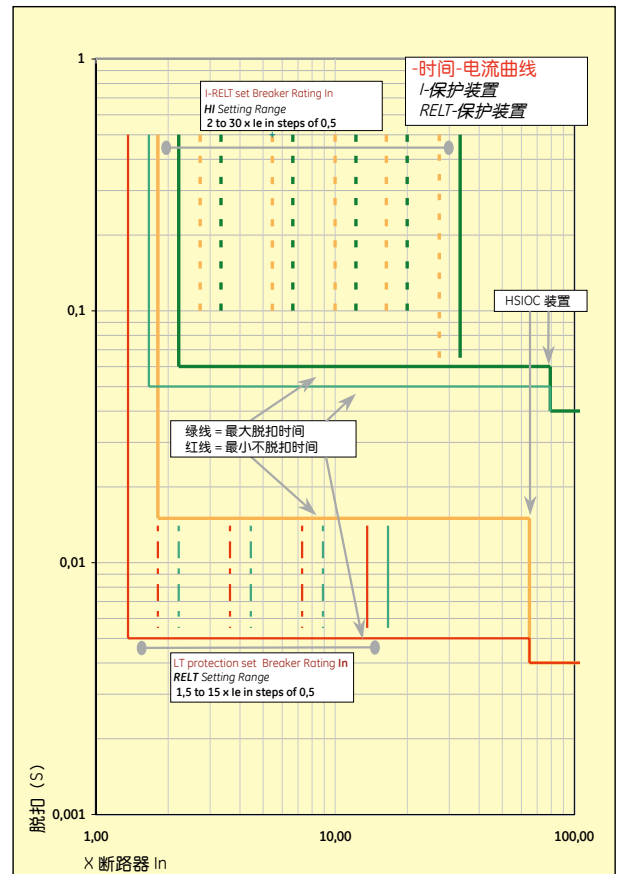 1
-时间-电流曲线
I-保护装置
RELT-保护装置
I-RELT set Breaker Rating In
HI Setting Range
2 to 30 x Ie in steps of 0,5
HSIOC 装置
0,1
绿线 = 最大脱扣时间
红线 = 最小不脱扣时间
0,01
LT protection set Breaker Rating In
RELT Setting Range
1,5 to 15 x Ie in steps of 0,5
脱扣 (S)
0,001
1,00
10,00
100,00
X 断路器 In